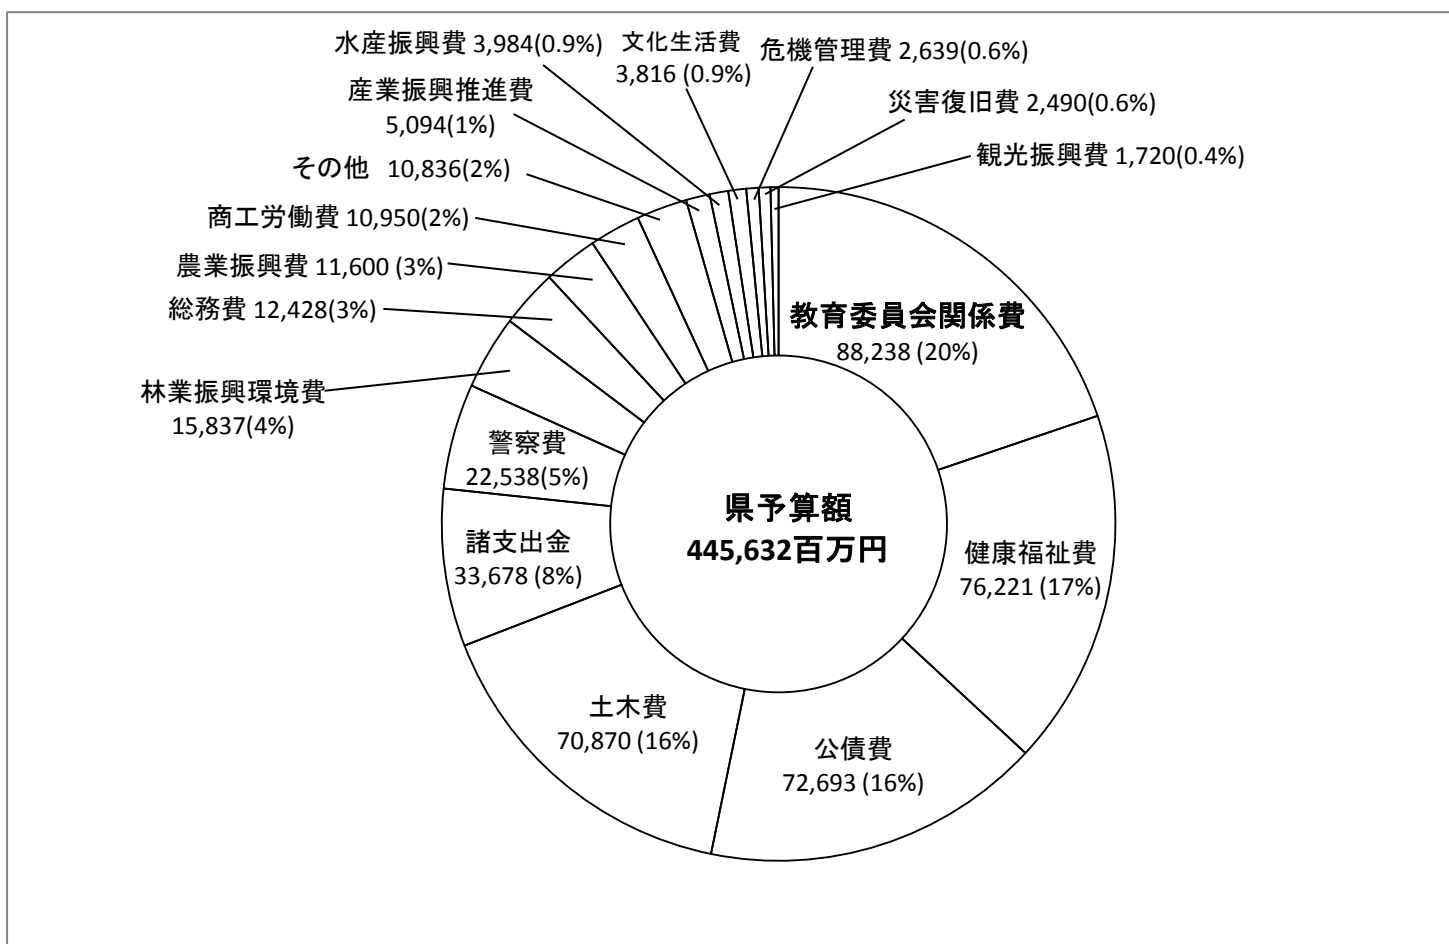 水産振興費 3,984(0.9%)
文化生活費
3,816 (0.9%)
危機管理費 2,639(0.6%)
産業振興推進費
5,094(1%)
災害復旧費 2,490(0.6%)
その他 10,836(2%)
観光振興費 1,720(0.4%)
商工労働費 10,950(2%)
農業振興費 11,600 (3%)
総務費 12,428(3%)
教育委員会関係費
88,238 (20%)
林業振興環境費
15,837(4%)
警察費
22,538(5%)
県予算額
445,632百万円
諸支出金
33,678 (8%)
健康福祉費
76,221 (17%)
土木費
70,870 (16%)
公債費
72,693 (16%)